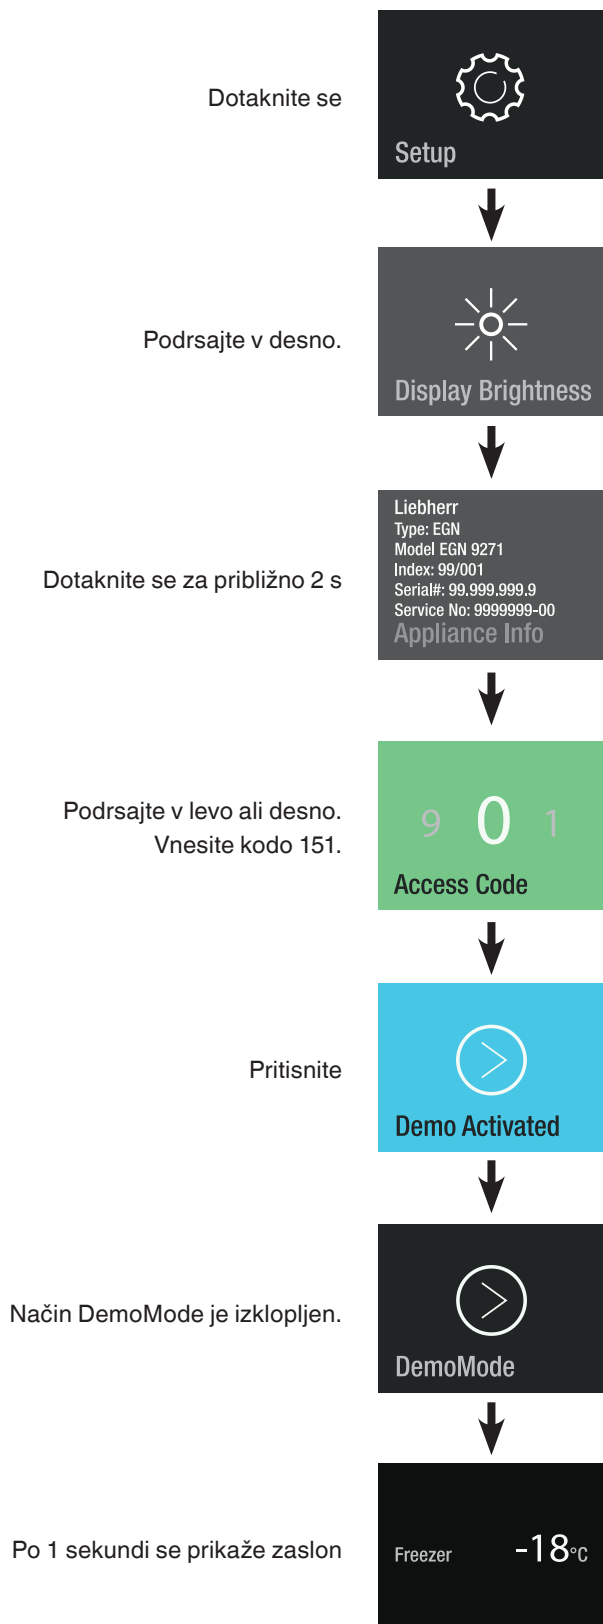 Dotaknite se
Setup
Podrsajte v desno.
Display Brightness
Dotaknite se za približno 2 s
Liebherr
Type: EGN
Model EGN 9271
Index: 99/001
Serial#: 99.999.999.9
Service No: 9999999-00
Appliance Info
Podrsajte v levo ali desno.
Vnesite kodo 151.
9 0 1
Access Code
Pritisnite
Demo Activated
Način DemoMode je izklopljen.
DemoMode
Po 1 sekundi se prikaže zaslon
Freezer -18°C